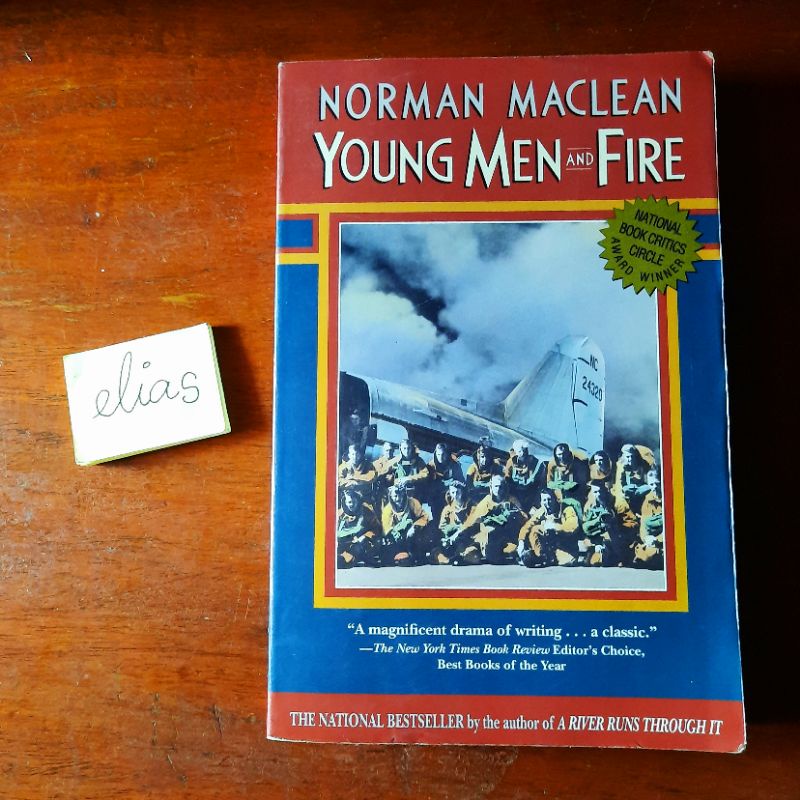 NORMAN MACLEAN
YOUNG MEN AND FIRE
NATIONAL
BOOK CRITICS
CIRCLE
AWARD WINNER
NC
24320
elias
“A magnificent drama of writing . . . a classic.”
—The New York Times Book Review Editor’s Choice,
Best Books of the Year
THE NATIONAL BESTSELLER by the author of A RIVER RUNS THROUGH IT